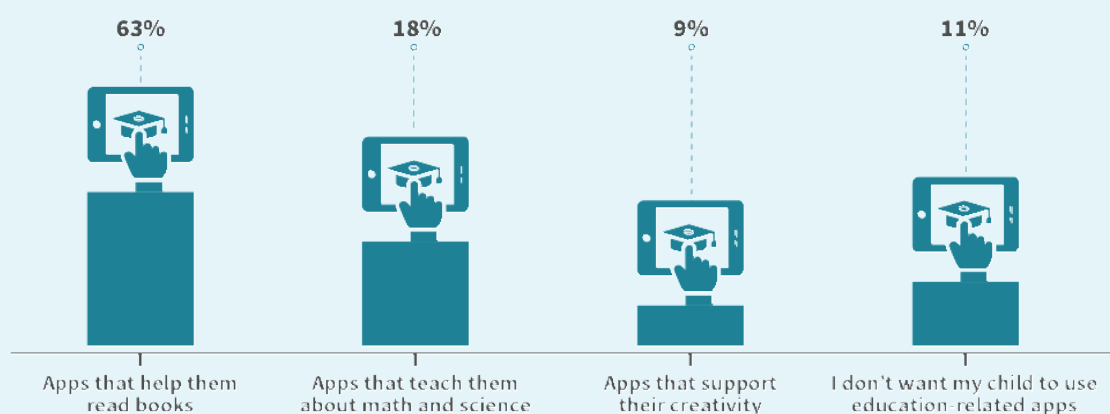 63%
18%
9%
11%
Apps that help them
read books
Apps that teach them
about math and science
Apps that support
their creativity
I don't want my child to use
education-related apps